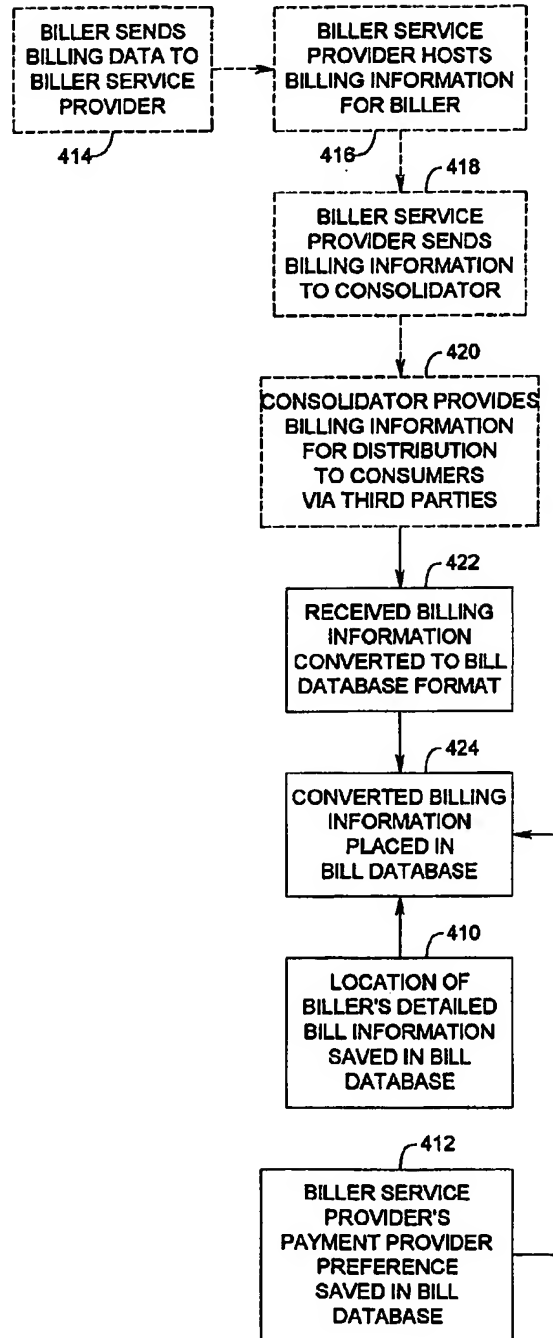 BILLER SENDS
BILLING DATA TO
BILLER SERVICE
PROVIDER
414
BILLER SERVICE
PROVIDER HOSTS
BILLING INFORMATION
FOR BILLER
416
418
BILLER SERVICE
PROVIDER SENDS
BILLING INFORMATION
TO CONSOLIDATOR
420
CONSOLIDATOR PROVIDES
BILLING INFORMATION
FOR DISTRIBUTION
TO CONSUMERS
VIA THIRD PARTIES
422
RECEIVED BILLING
INFORMATION
CONVERTED TO BILL
DATABASE FORMAT
424
CONVERTED BILLING
INFORMATION
PLACED IN
BILL DATABASE
410
LOCATION OF
BILLER'S DETAILED
BILL INFORMATION
SAVED IN BILL
DATABASE
412
BILLER SERVICE
PROVIDER'S
PAYMENT PROVIDER
PREFERENCE
SAVED IN BILL
DATABASE